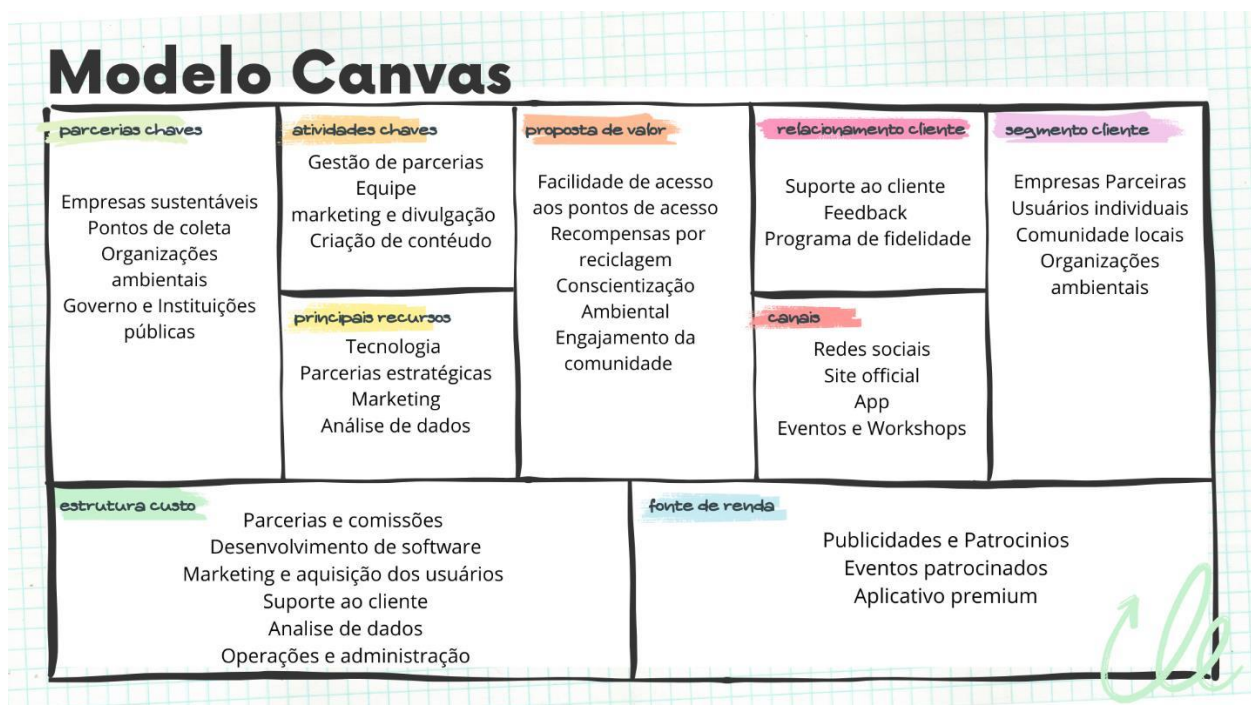 Modelo Canvas
parcerias chaves
Empresas sustentáveis
Pontos de coleta
Organizações
ambientais
Governo e Instituições
públicas
atividades chaves
Gestão de parcerias
Equipe
marketing e divulgação
Criação de contéudo
principais recursos
Tecnologia
Parcerias estratégicas
Marketing
Análise de dados
proposta de valor
Facilidade de acesso
aos pontos de acesso
Recompensas por
reciclagem
Conscientização
Ambiental
Engajamento da
comunidade
relacionamento cliente
Suporte ao cliente
Feedback
Programa de fidelidade
canais
Redes sociais
Site official
App
Eventos e Workshops
segmento cliente
Empresas Parceiras
Usuários individuais
Comunidade locais
Organizações
ambientais
estrutura custo
Parcerias e comissões
Desenvolvimento de software
Marketing e aquisição dos usuários
Suporte ao cliente
Analise de dados
Operações e administração
fonte de renda
Publicidades e Patrocinios
Eventos patrocinados
Aplicativo premium